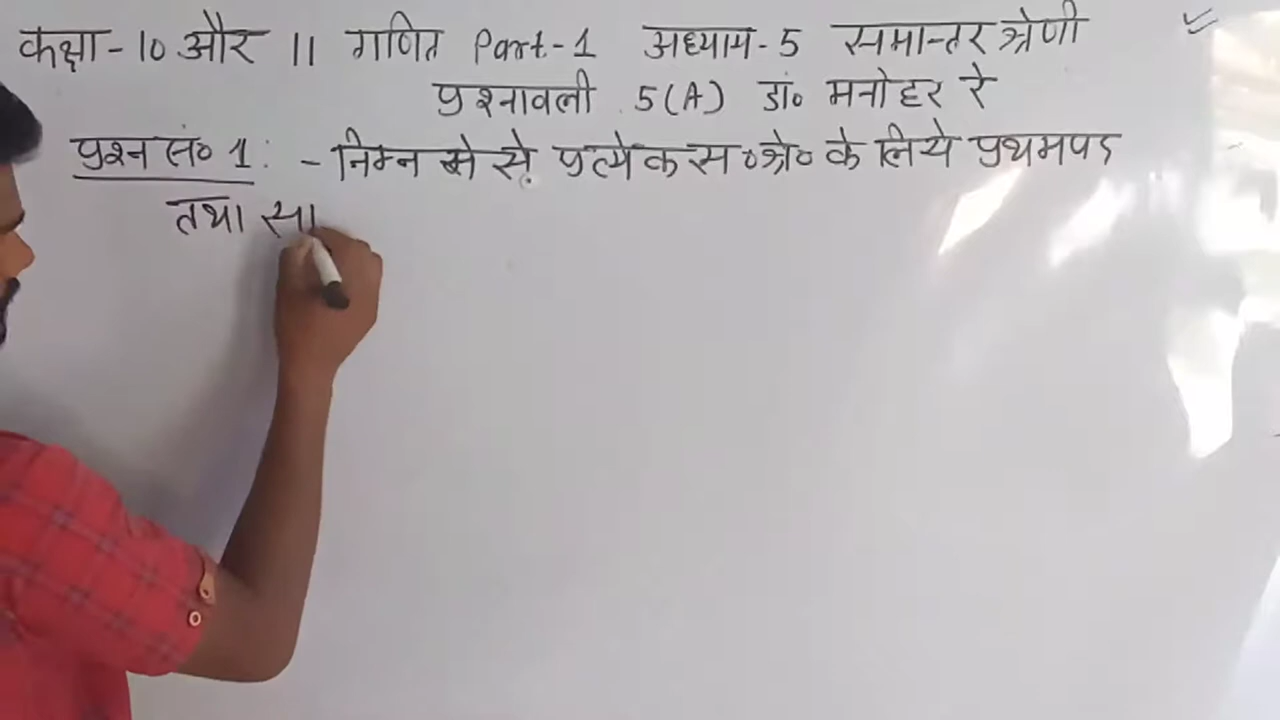 कक्षा - 10 और 11 गणित Part-1 अध्याय-5 समान्तर श्रेणी
प्रश्नावली 5(A) डां० मनोहर रे
प्रश्न सं० 1: - निम्न मे से प्रत्येक स०श्रे० के लिये प्रथमपद
तथा सा